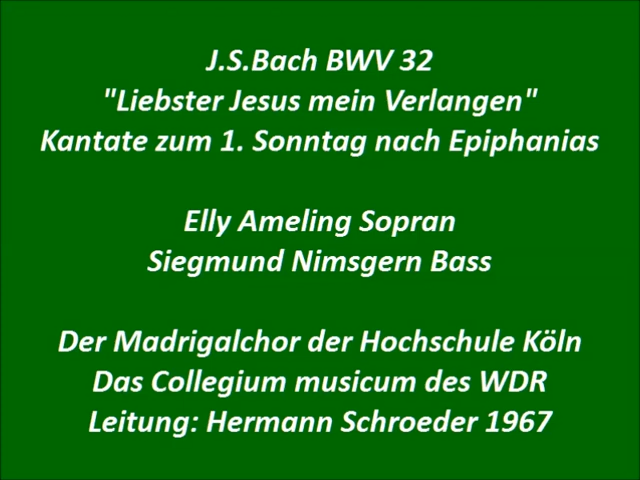 J.S.Bach BWV 32
"Liebster Jesus mein Verlangen"
Kantate zum 1. Sonntag nach Epiphanias
Elly Ameling Sopran
Siegmund Nimsgern Bass
Der Madrigalchor der Hochschule Köln
Das Collegium musicum des WDR
Leitung: Hermann Schroeder 1967